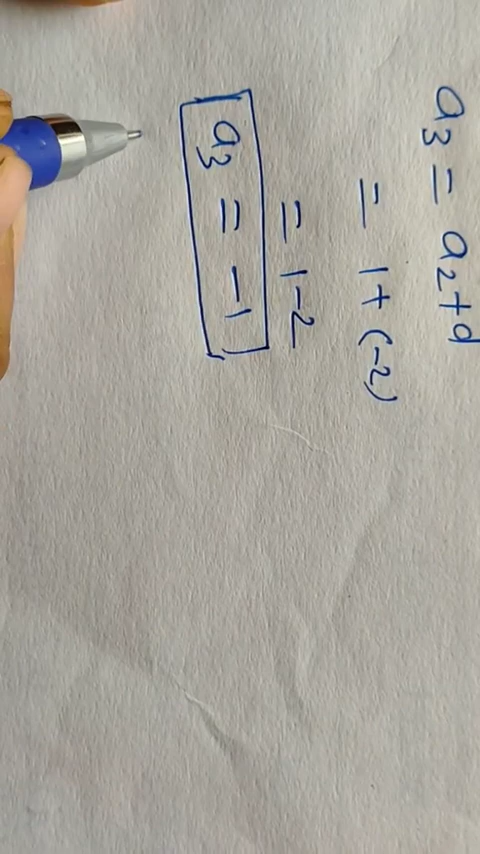 a3 = a2+d
= 1+(-2)
= 1-2
a3 = -1